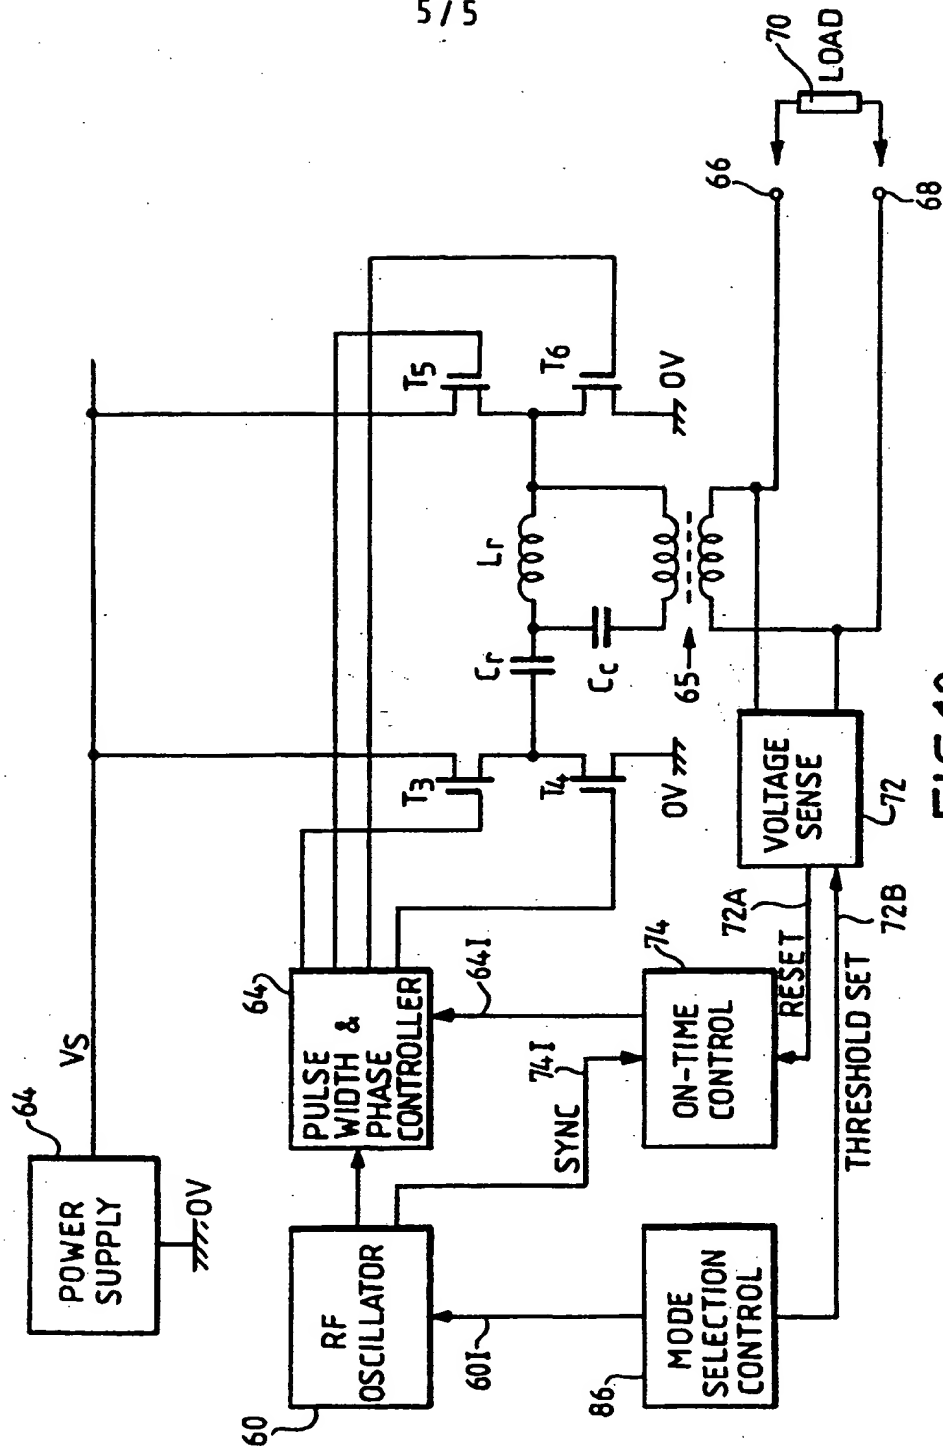 5/5
64
POWER
SUPPLY
VS
0V
60
RF
OSCILLATOR
64
PULSE
WIDTH &
PHASE
CONTROLLER
T3
T5
T4
T6
Cr
Lr
Cc
0V
0V
65
60I
SYNC
74I
64I
86
MODE
SELECTION
CONTROL
74
ON-TIME
CONTROL
RESET
72A
72B
THRESHOLD SET
VOLTAGE
SENSE
72
66
68
70
LOAD